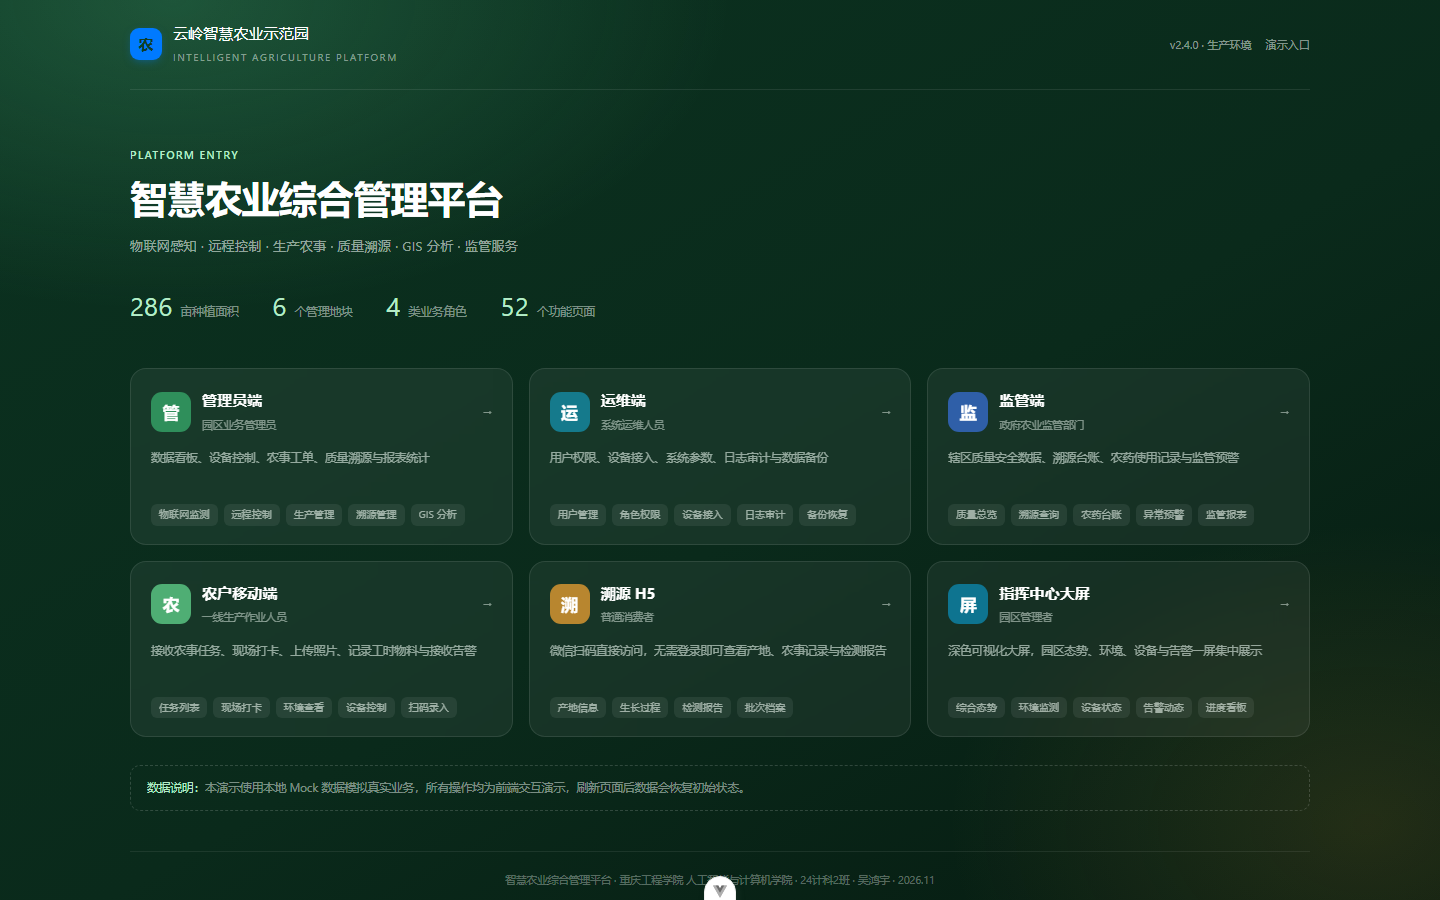 农
云岭智慧农业示范园
INTELLIGENT AGRICULTURE PLATFORM
v2.4.0 · 生产环境 演示入口
PLATFORM ENTRY
智慧农业综合管理平台
物联网感知 · 远程控制 · 生产农事 · 质量溯源 · GIS 分析 · 监管服务
286 亩种植面积 6 个管理地块 4 类业务角色 52 个功能页面
管
管理员端
园区业务管理员
→
数据看板、设备控制、农事工单、质量溯源与报表统计
物联网监测 远程控制 生产管理 溯源管理 GIS 分析
运
运维端
系统运维人员
→
用户权限、设备接入、系统参数、日志审计与数据备份
用户管理 角色权限 设备接入 日志审计 备份恢复
监
监管端
政府农业监管部门
→
辖区质量安全数据、溯源台账、农药使用记录与监管预警
质量总览 溯源查询 农药台账 异常预警 监管报表
农
农户移动端
一线生产作业人员
→
接收农事任务、现场打卡、上传照片、记录工时物料与接收告警
任务列表 现场打卡 环境查看 设备控制 扫码录入
溯
溯源 H5
普通消费者
→
微信扫码直接访问，无需登录即可查看产地、农事记录与检测报告
产地信息 生长过程 检测报告 批次档案
屏
指挥中心大屏
园区管理者
→
深色可视化大屏，园区态势、环境、设备与告警一屏集中展示
综合态势 环境监测 设备状态 告警动态 进度看板
数据说明：本演示使用本地 Mock 数据模拟真实业务，所有操作均为前端交互演示，刷新页面后数据会恢复初始状态。
智慧农业综合管理平台 · 重庆工程学院 人工 与计算机学院 · 24计科2班 · 吴鸿宇 · 2026.11